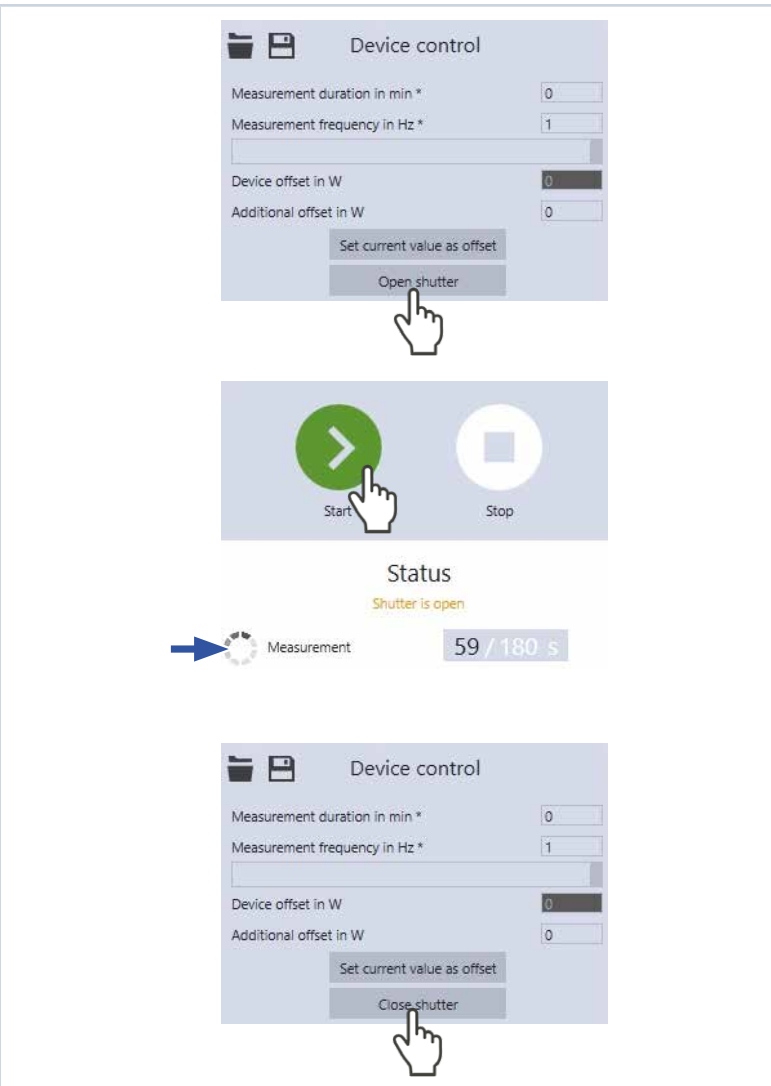 Device control
Measurement duration in min * 0
Measurement frequency in Hz * 1
Device offset in W 0
Additional offset in W 0
Set current value as offset
Open shutter
Start Stop
Status
Shutter is open
Measurement 59 / 180 s
Device control
Measurement duration in min * 0
Measurement frequency in Hz * 1
Device offset in W 0
Additional offset in W 0
Set current value as offset
Close shutter